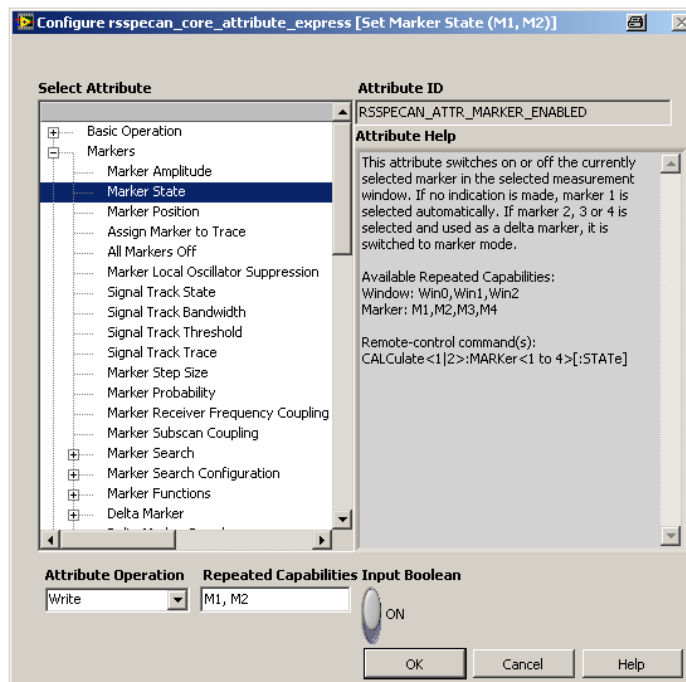 Configure rsspecan_core_attribute_express [Set Marker State (M1, M2)]
Select Attribute
Basic Operation
Markers
Marker Amplitude
Marker State
Marker Position
Assign Marker to Trace
All Markers Off
Marker Local Oscillator Suppression
Signal Track State
Signal Track Bandwidth
Signal Track Threshold
Signal Track Trace
Marker Step Size
Marker Probability
Marker Receiver Frequency Coupling
Marker Subscan Coupling
Marker Search
Marker Search Configuration
Marker Functions
Delta Marker
Attribute ID
RSSPECAN_ATTR_MARKER_ENABLED
Attribute Help
This attribute switches on or off the currently
selected marker in the selected measurement
window. If no indication is made, marker 1 is
selected automatically. If marker 2, 3 or 4 is
selected and used as a delta marker, it is
switched to marker mode.
Available Repeated Capabilities:
Window: Win0,Win1,Win2
Marker: M1,M2,M3,M4
Remote-control command(s):
CALCulate<1|2>:MARKer<1 to 4>[:STATe]
Attribute Operation
Write
Repeated Capabilities
M1, M2
Input Boolean
ON
OK
Cancel
Help